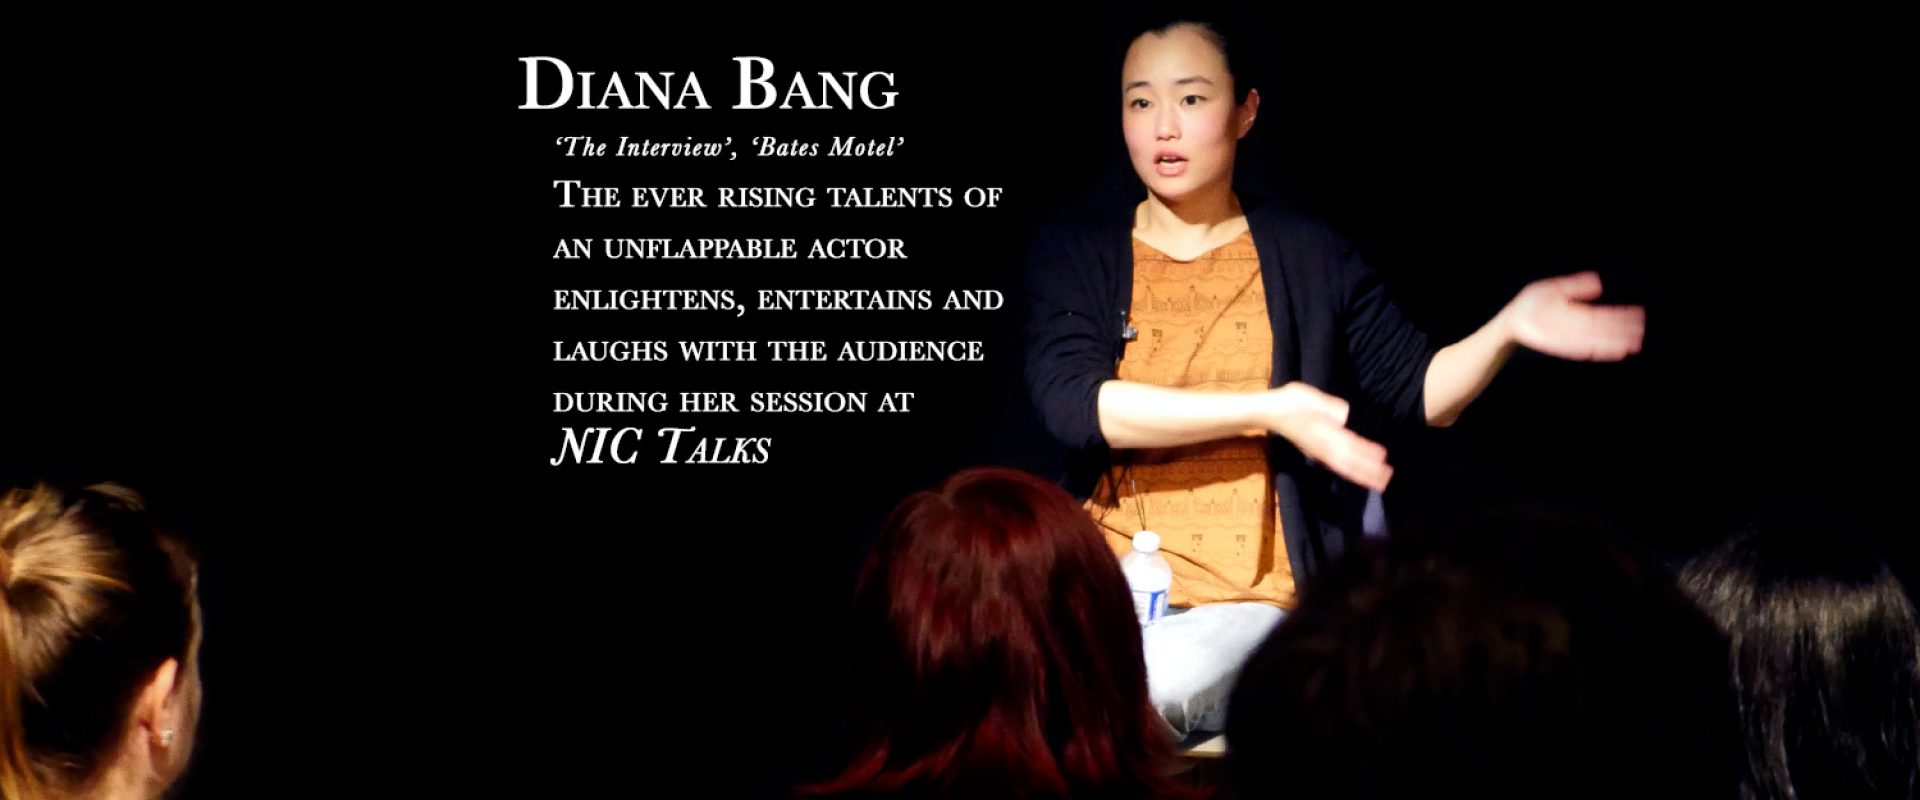 Diana Bang
‘The Interview’, ‘Bates Motel’
The ever rising talents of
an unflappable actor
enlightens, entertains and
laughs with the audience
during her session at
NIC Talks